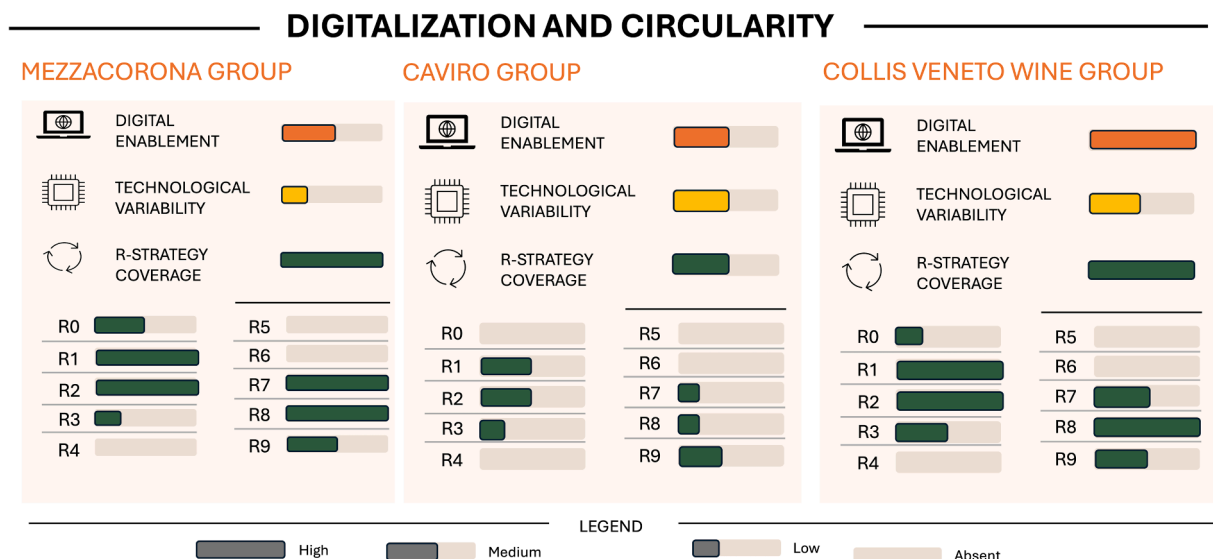 DIGITALIZATION AND CIRCULARITY
MEZZACORONA GROUP
DIGITAL
ENABLEMENT
TECHNOLOGICAL
VARIABILITY
R-STRATEGY
COVERAGE
R0
R1
R2
R3
R4
R5
R6
R7
R8
R9
CAVIRO GROUP
DIGITAL
ENABLEMENT
TECHNOLOGICAL
VARIABILITY
R-STRATEGY
COVERAGE
R0
R1
R2
R3
R4
R5
R6
R7
R8
R9
COLLIS VENETO WINE GROUP
DIGITAL
ENABLEMENT
TECHNOLOGICAL
VARIABILITY
R-STRATEGY
COVERAGE
R0
R1
R2
R3
R4
R5
R6
R7
R8
R9
LEGEND
High
Medium
Low
Absent